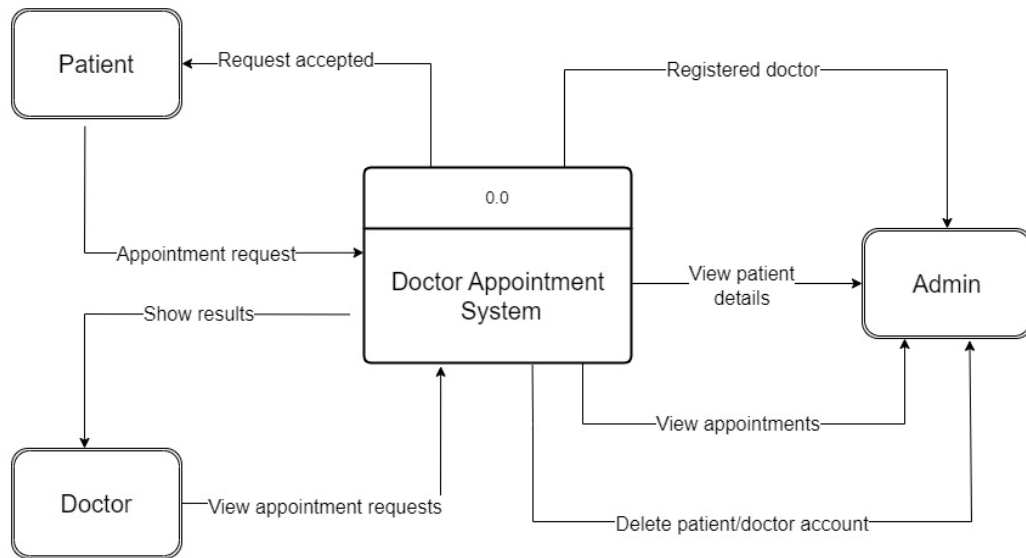 Patient
Request accepted
Registered doctor
0.0
Appointment request
Doctor Appointment
System
View patient
details
Admin
Show results
View appointments
Doctor
View appointment requests
Delete patient/doctor account